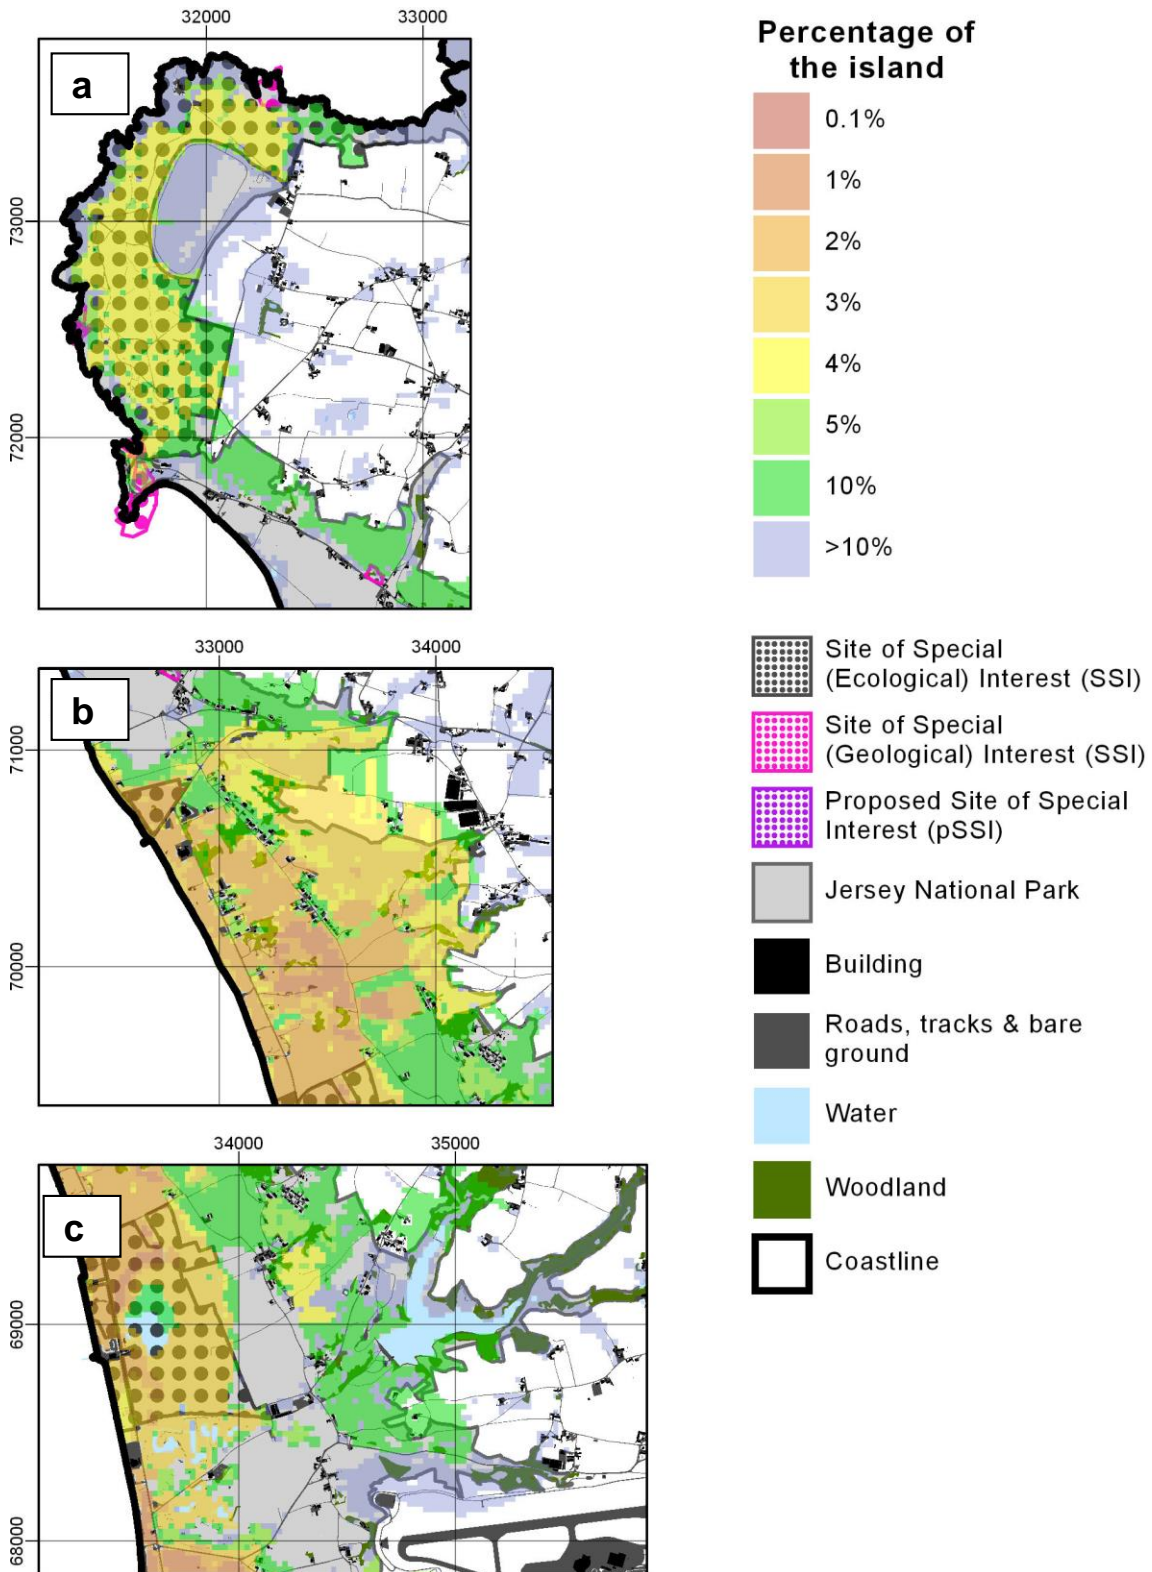 32000 33000
a
73000
72000
33000 34000
b
71000
70000
34000 35000
c
69000
68000
Percentage of
the island
0.1%
1%
2%
3%
4%
5%
10%
>10%
Site of Special
(Ecological) Interest (SSI)
Site of Special
(Geological) Interest (SSI)
Proposed Site of Special
Interest (pSSI)
Jersey National Park
Building
Roads, tracks & bare
ground
Water
Woodland
Coastline